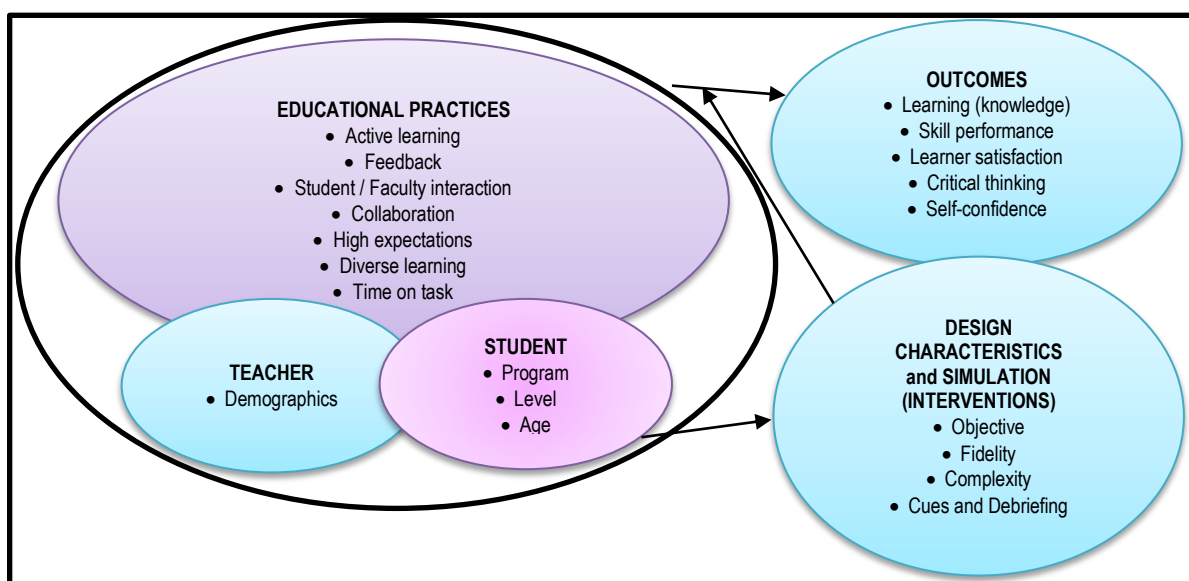 EDUCATIONAL PRACTICES
• Active learning
• Feedback
• Student / Faculty interaction
• Collaboration
• High expectations
• Diverse learning
• Time on task
TEACHER
• Demographics
STUDENT
• Program
• Level
• Age
OUTCOMES
• Learning (knowledge)
• Skill performance
• Learner satisfaction
• Critical thinking
• Self-confidence
DESIGN
CHARACTERISTICS
and SIMULATION
(INTERVENTIONS)
• Objective
• Fidelity
• Complexity
• Cues and Debriefing